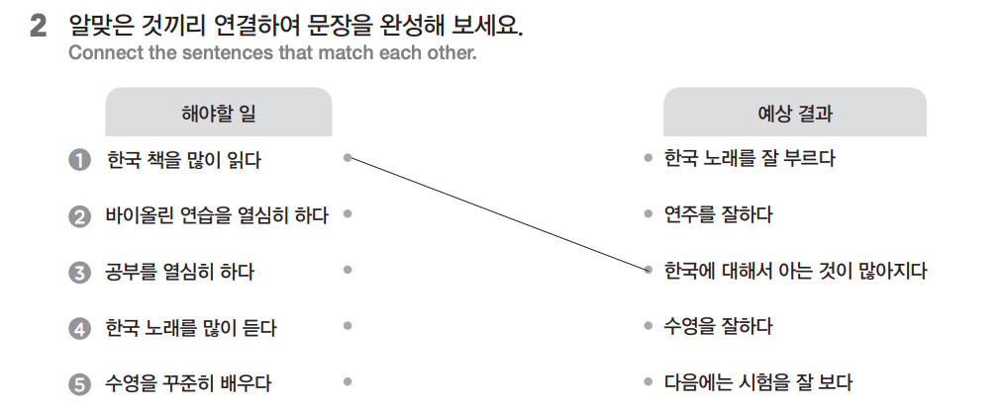 2 알맞은 것끼리 연결하여 문장을 완성해 보세요.
Connect the sentences that match each other.
해야할 일 예상 결과
1 한국 책을 많이 읽다 한국 노래를 잘 부르다
2 바이올린 연습을 열심히 하다 연주를 잘하다
3 공부를 열심히 하다 한국에 대해서 아는 것이 많아지다
4 한국 노래를 많이 듣다 수영을 잘하다
5 수영을 꾸준히 배우다 다음에는 시험을 잘 보다